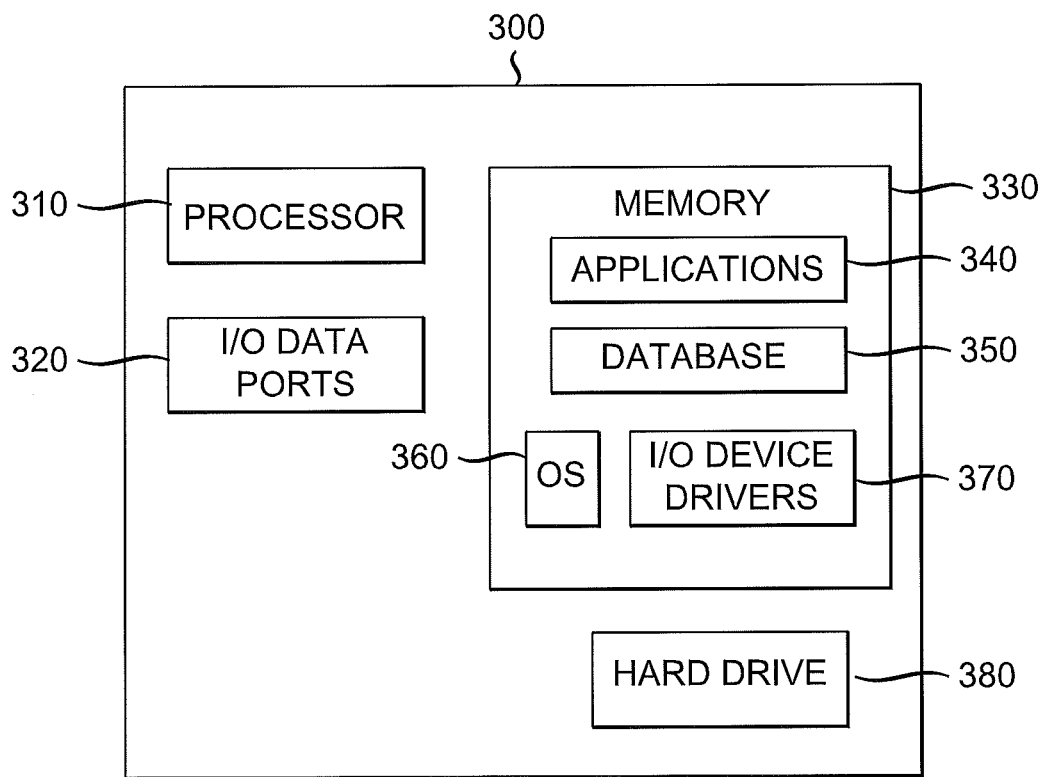 300
310
PROCESSOR
MEMORY
330
APPLICATIONS
340
320
I/O DATA
PORTS
DATABASE
350
360
OS
I/O DEVICE
DRIVERS
370
HARD DRIVE
380